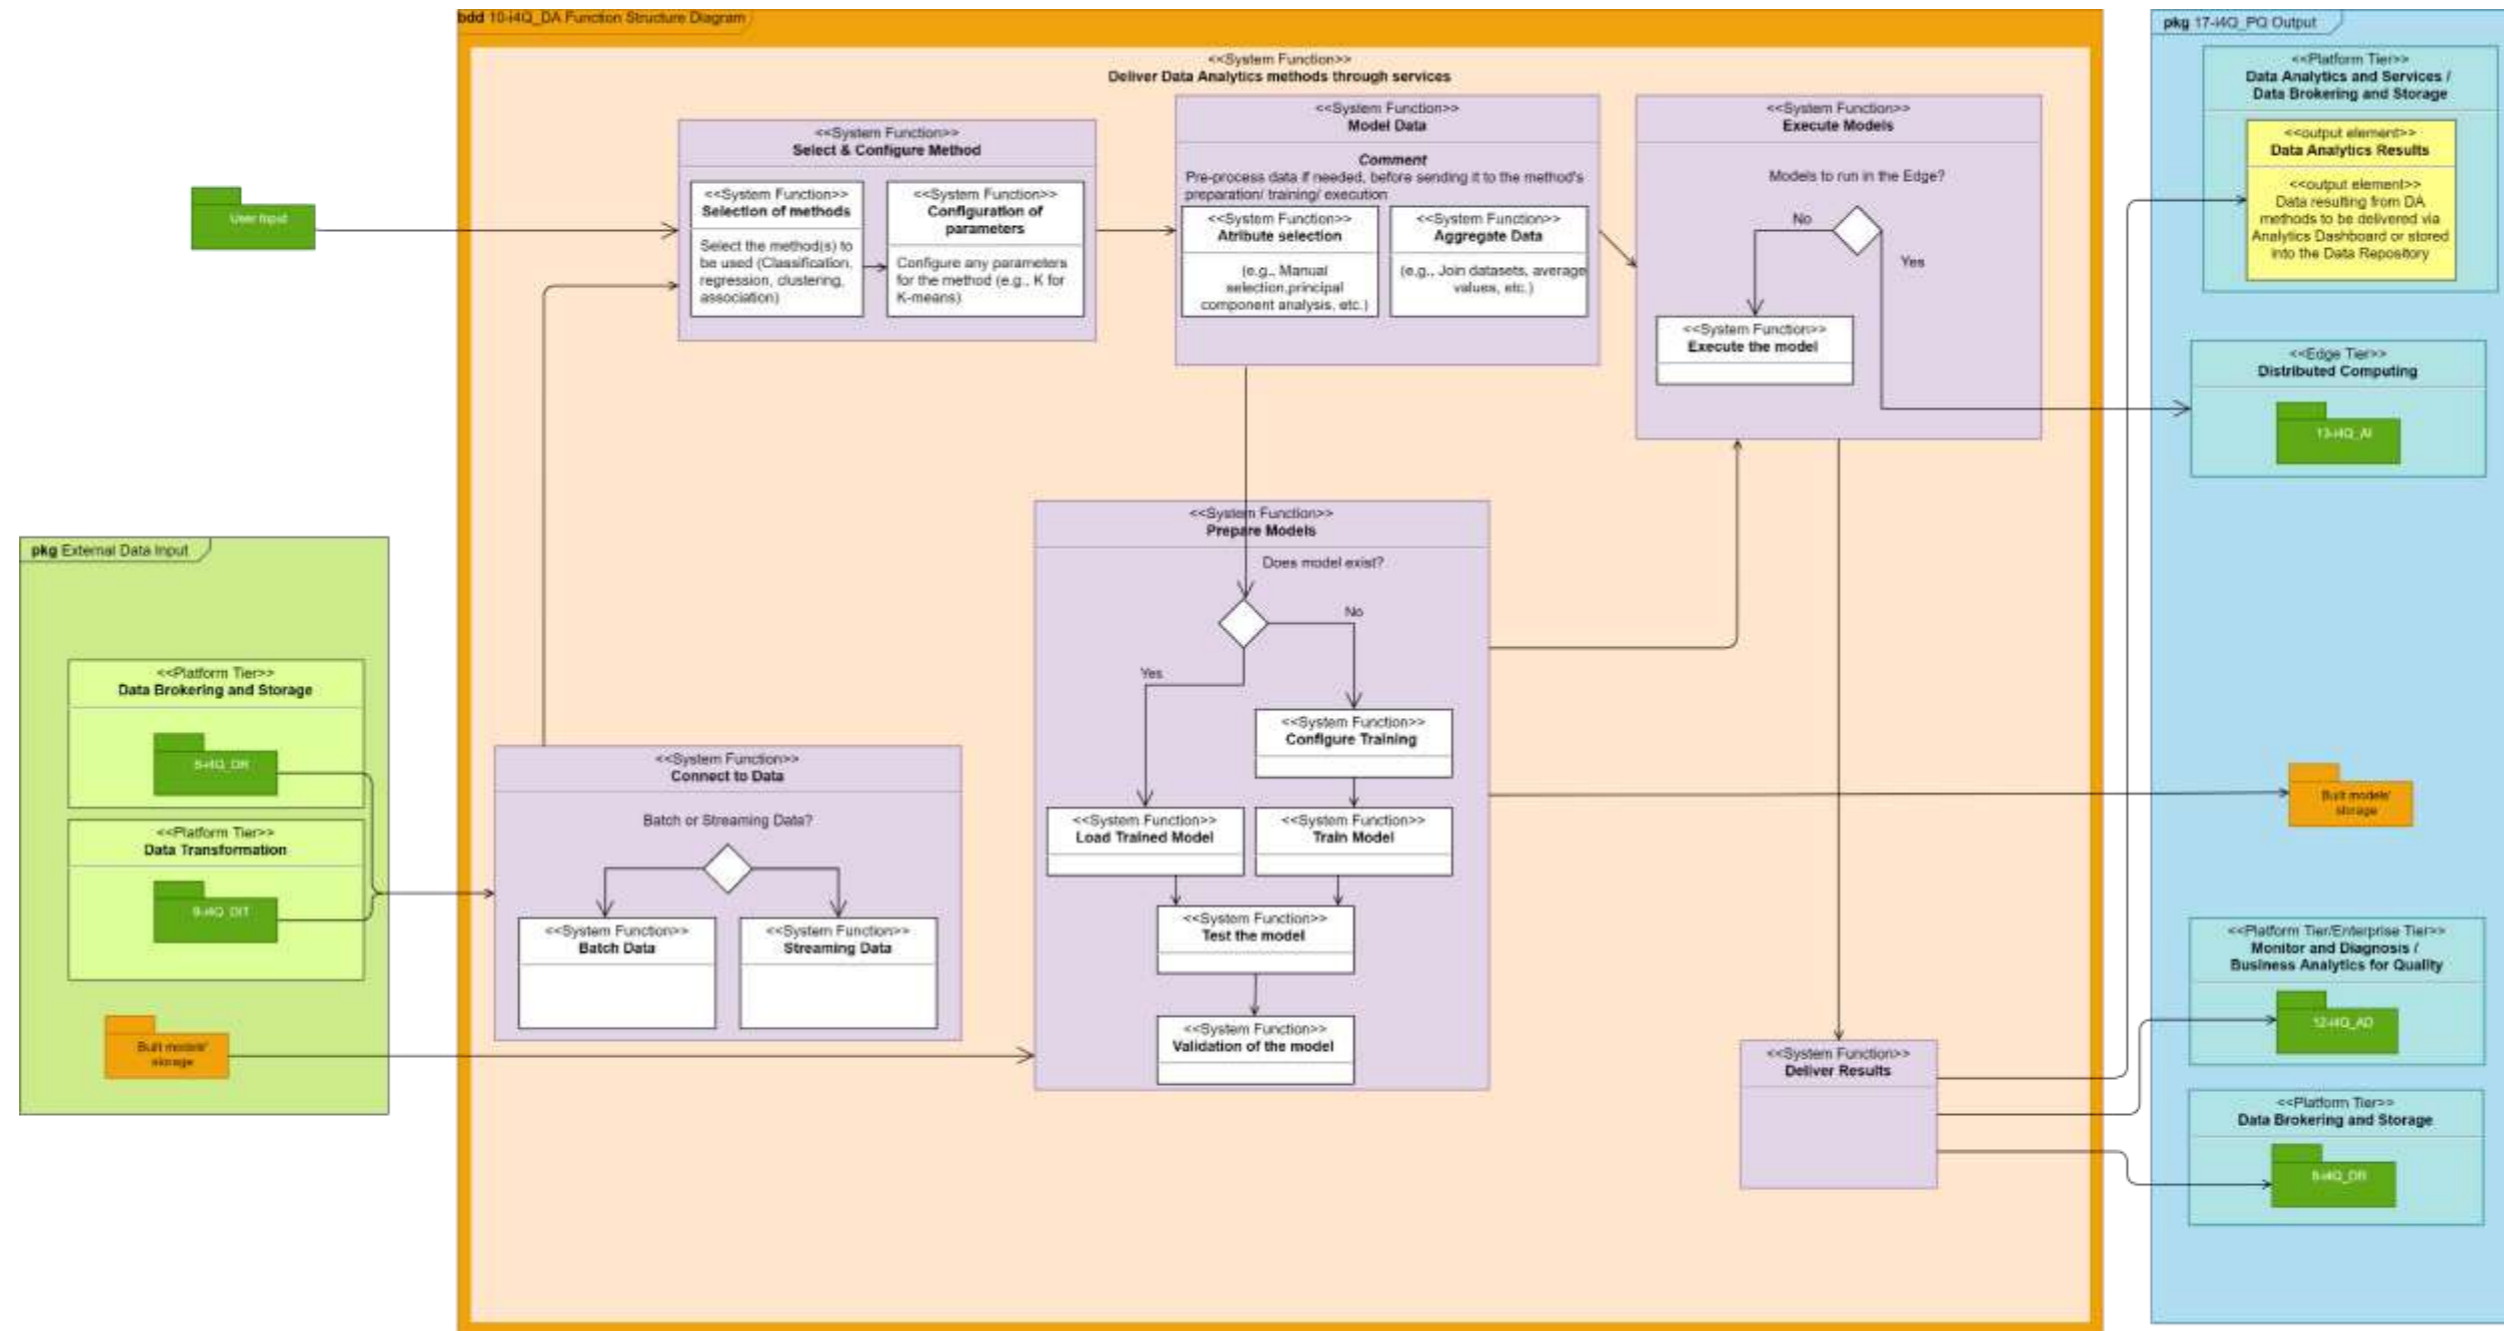 bdd 10-i4Q_DA Function Structure Diagram
<<System Function>>
Deliver Data Analytics methods through services
User Input
<<System Function>>
Select & Configure Method
<<System Function>>
Selection of methods
Select the method(s) to
be used (Classification,
regression, clustering,
association)
<<System Function>>
Configuration of
parameters
Configure any parameters
for the method (e.g., K for
K-means)
<<System Function>>
Model Data
Comment
Pre-process data if needed, before sending it to the method's
preparation/ training/ execution
<<System Function>>
Atribute selection
(e.g., Manual
selection,principal
component analysis, etc.)
<<System Function>>
Aggregate Data
(e.g., Join datasets, average
values, etc.)
<<System Function>>
Execute Models
Models to run in the Edge?
No
Yes
<<System Function>>
Execute the model
<<System Function>>
Prepare Models
Does model exist?
No
Yes
<<System Function>>
Configure Training
<<System Function>>
Load Trained Model
<<System Function>>
Train Model
<<System Function>>
Test the model
<<System Function>>
Validation of the model
pkg External Data Input
<<Platform Tier>>
Data Brokering and Storage
<<Platform Tier>>
Data Transformation
9-i4Q_DIT
Built models'
storage
<<System Function>>
Connect to Data
Batch or Streaming Data?
<<System Function>>
Batch Data
<<System Function>>
Streaming Data
<<System Function>>
Deliver Results
pkg 17-i4Q_PQ Output
<<Platform Tier>>
Data Analytics and Services /
Data Brokering and Storage
<<output element>>
Data Analytics Results
<<output element>>
Data resulting from DA
methods to be delivered via
Analytics Dashboard or stored
into the Data Repository
<<Edge Tier>>
Distributed Computing
13-i4Q_AI
Built models'
storage
<<Platform Tier/Enterprise Tier>>
Monitor and Diagnosis /
Business Analytics for Quality
12-i4Q_AD
<<Platform Tier>>
Data Brokering and Storage